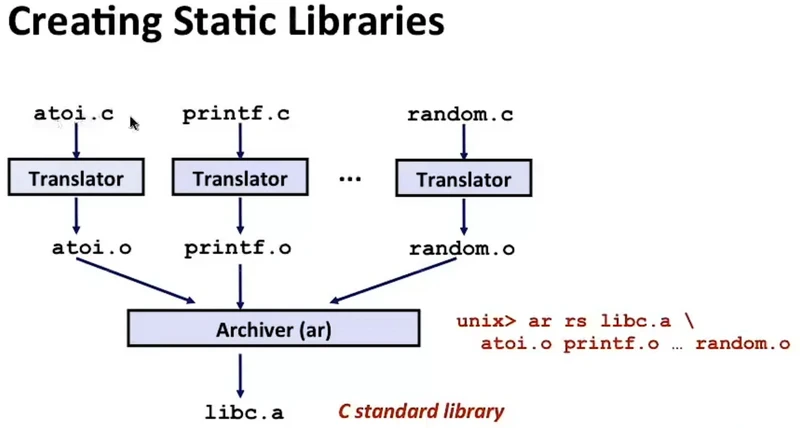 Creating Static Libraries
atoi.c printf.c random.c
Translator Translator ... Translator
atoi.o printf.o random.o
Archiver (ar)
unix> ar rs libc.a \
atoi.o printf.o … random.o
libc.a C standard library